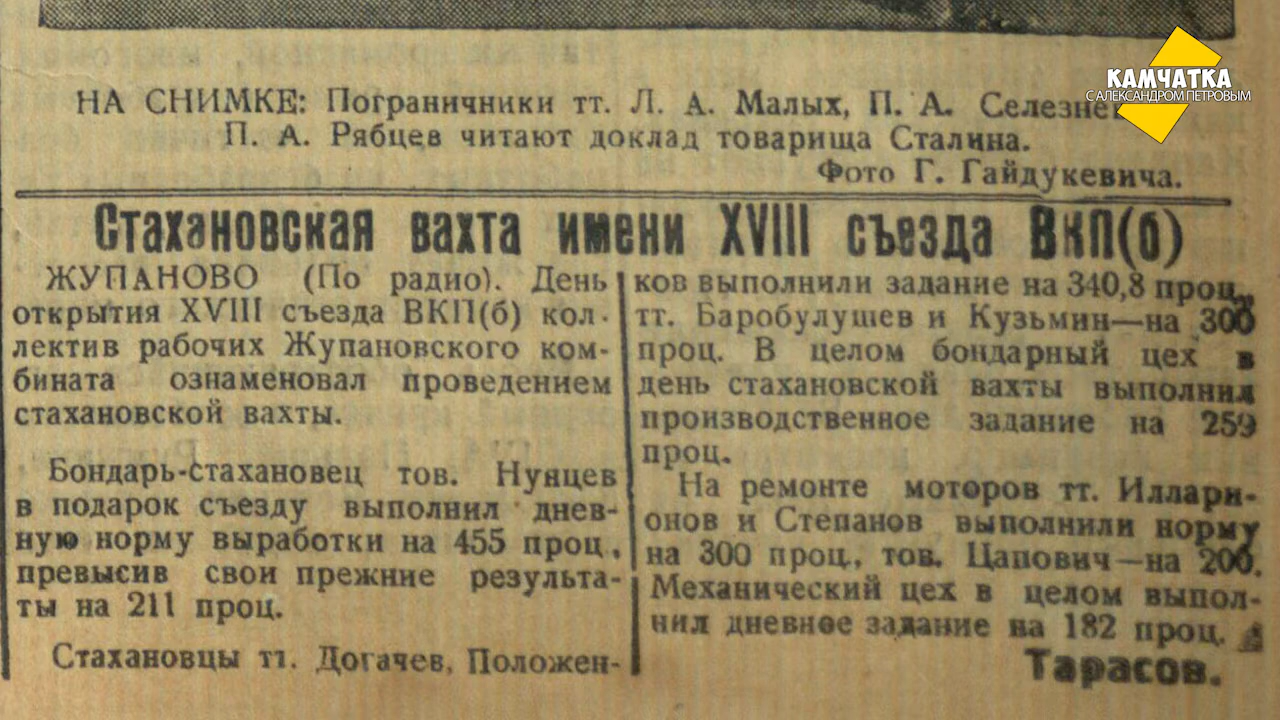 КАМЧАТКА
С АЛЕКСАНДРОМ ПЕТРОВЫМ
НА СНИМКЕ: Пограничники тт. Л. А. Малых, П. А.
П. А. Рябцев читают доклад товарища Сталина.
Фото Г. Гайдукевича.
Стахановская вахта имени XVIII съезда ВКП(б)
ЖУПАНОВО (По радио). День
открытия XVIII съезда ВКП(б) кол-
лектив рабочих Жупановского ком-
бината ознаменовал проведением
стахановской вахты.
Бондарь-стахановец тов. Нунцев
в подарок съезду выполнил днев-
ную норму выработки на 455 проц.,
превысив свои прежние результа-
ты на 211 проц.
Стахановцы тт. Догачев, Положен-
ков выполнили задание на 340,8 проц.,
тт. Баробулушев и Кузьмин—на 300
проц. В целом бондарный цех в
день стахановской вахты выполнил
производственное задание на 259
проц.
На ремонте моторов тт. Иллари-
онов и Степанов выполнили норму
на 300 проц., тов. Цапович—на 200.
Механический цех в целом выпол-
нил дневное задание на 182 проц.
Тарасов.